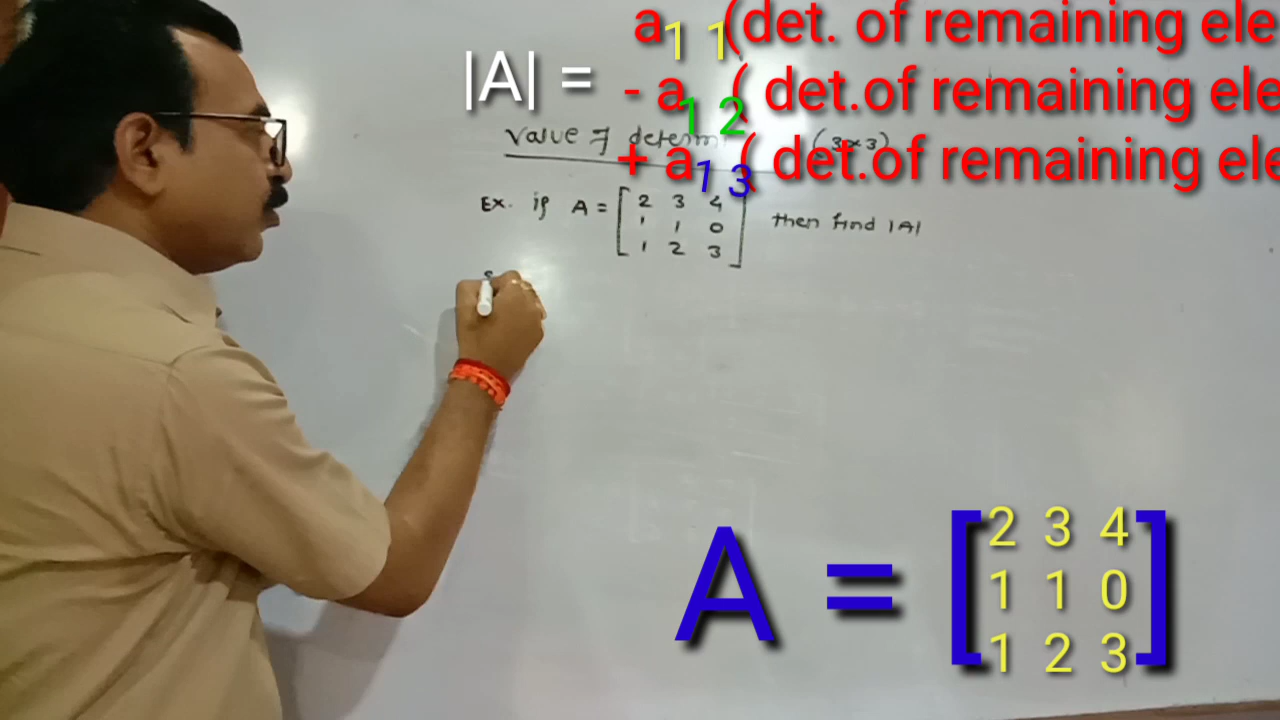 a11(det. of remaining ele
|A| =
- a12( det.of remaining ele
value of determi (3×3)
+ a13( det.of remaining ele
Ex. if A = [2 3 4 then find |A|
1 1 0
1 2 3]
A = [2 3 4
1 1 0
1 2 3]